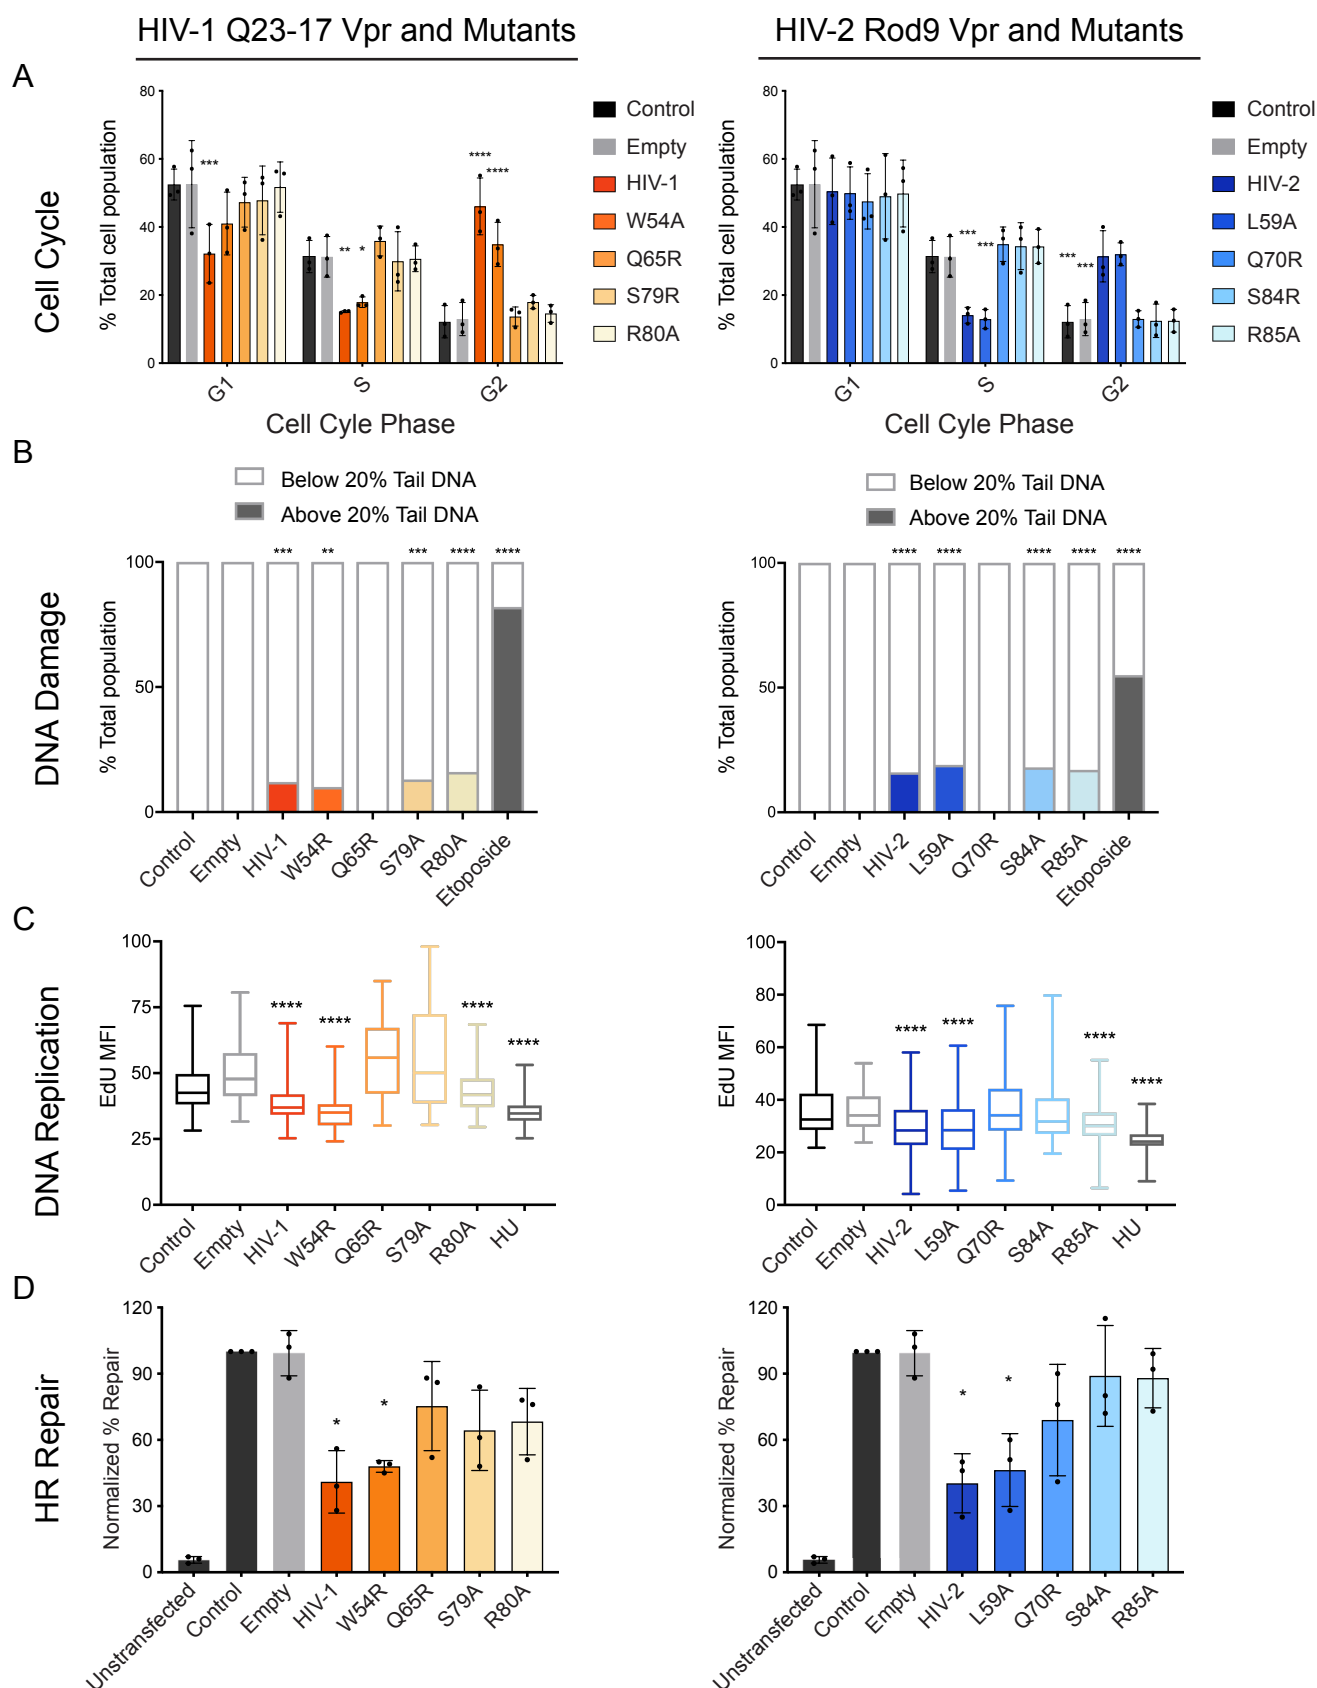 HIV-1 Q23-17 Vpr and Mutants
HIV-2 Rod9 Vpr and Mutants
A
Cell Cycle
% Total cell population
80
60
40
20
0
***
**
*
****
****
G1
S
G2
Cell Cyle Phase
Control
Empty
HIV-1
W54A
Q65R
S79R
R80A
% Total cell population
80
60
40
20
0
***
***
***
***
G1
S
G2
Cell Cyle Phase
Control
Empty
HIV-2
L59A
Q70R
S84R
R85A
B
DNA Damage
Below 20% Tail DNA
Above 20% Tail DNA
% Total population
100
50
0
***
**
***
****
****
Control
Empty
HIV-1
W54R
Q65R
S79A
R80A
Etoposide
Below 20% Tail DNA
Above 20% Tail DNA
% Total population
100
50
0
****
****
****
****
****
Control
Empty
HIV-2
L59A
Q70R
S84A
R85A
Etoposide
C
DNA Replication
EdU MFI
100
75
50
25
0
****
****
****
****
Control
Empty
HIV-1
W54R
Q65R
S79A
R80A
HU
EdU MFI
100
80
60
40
20
0
****
****
****
****
Control
Empty
HIV-2
L59A
Q70R
S84A
R85A
HU
D
HR Repair
Normalized % Repair
120
90
60
30
0
*
*
Unstransfected
Control
Empty
HIV-1
W54R
Q65R
S79A
R80A
Normalized % Repair
120
90
60
30
0
*
*
Unstransfected
Control
Empty
HIV-2
L59A
Q70R
S84A
R85A